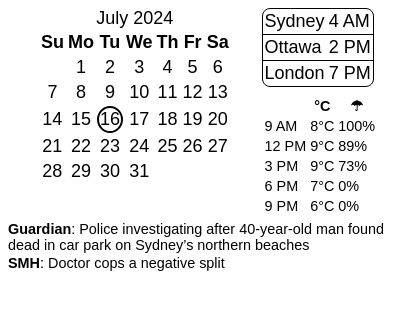 July 2024
Su Mo Tu We Th Fr Sa
1 2 3 4 5 6
7 8 9 10 11 12 13
14 15 16 17 18 19 20
21 22 23 24 25 26 27
28 29 30 31
Sydney 4 AM
Ottawa 2 PM
London 7 PM
°C ☂
9 AM 8°C 100%
12 PM 9°C 89%
3 PM 9°C 73%
6 PM 7°C 0%
9 PM 6°C 0%
Guardian: Police investigating after 40-year-old man found
dead in car park on Sydney’s northern beaches
SMH: Doctor cops a negative split